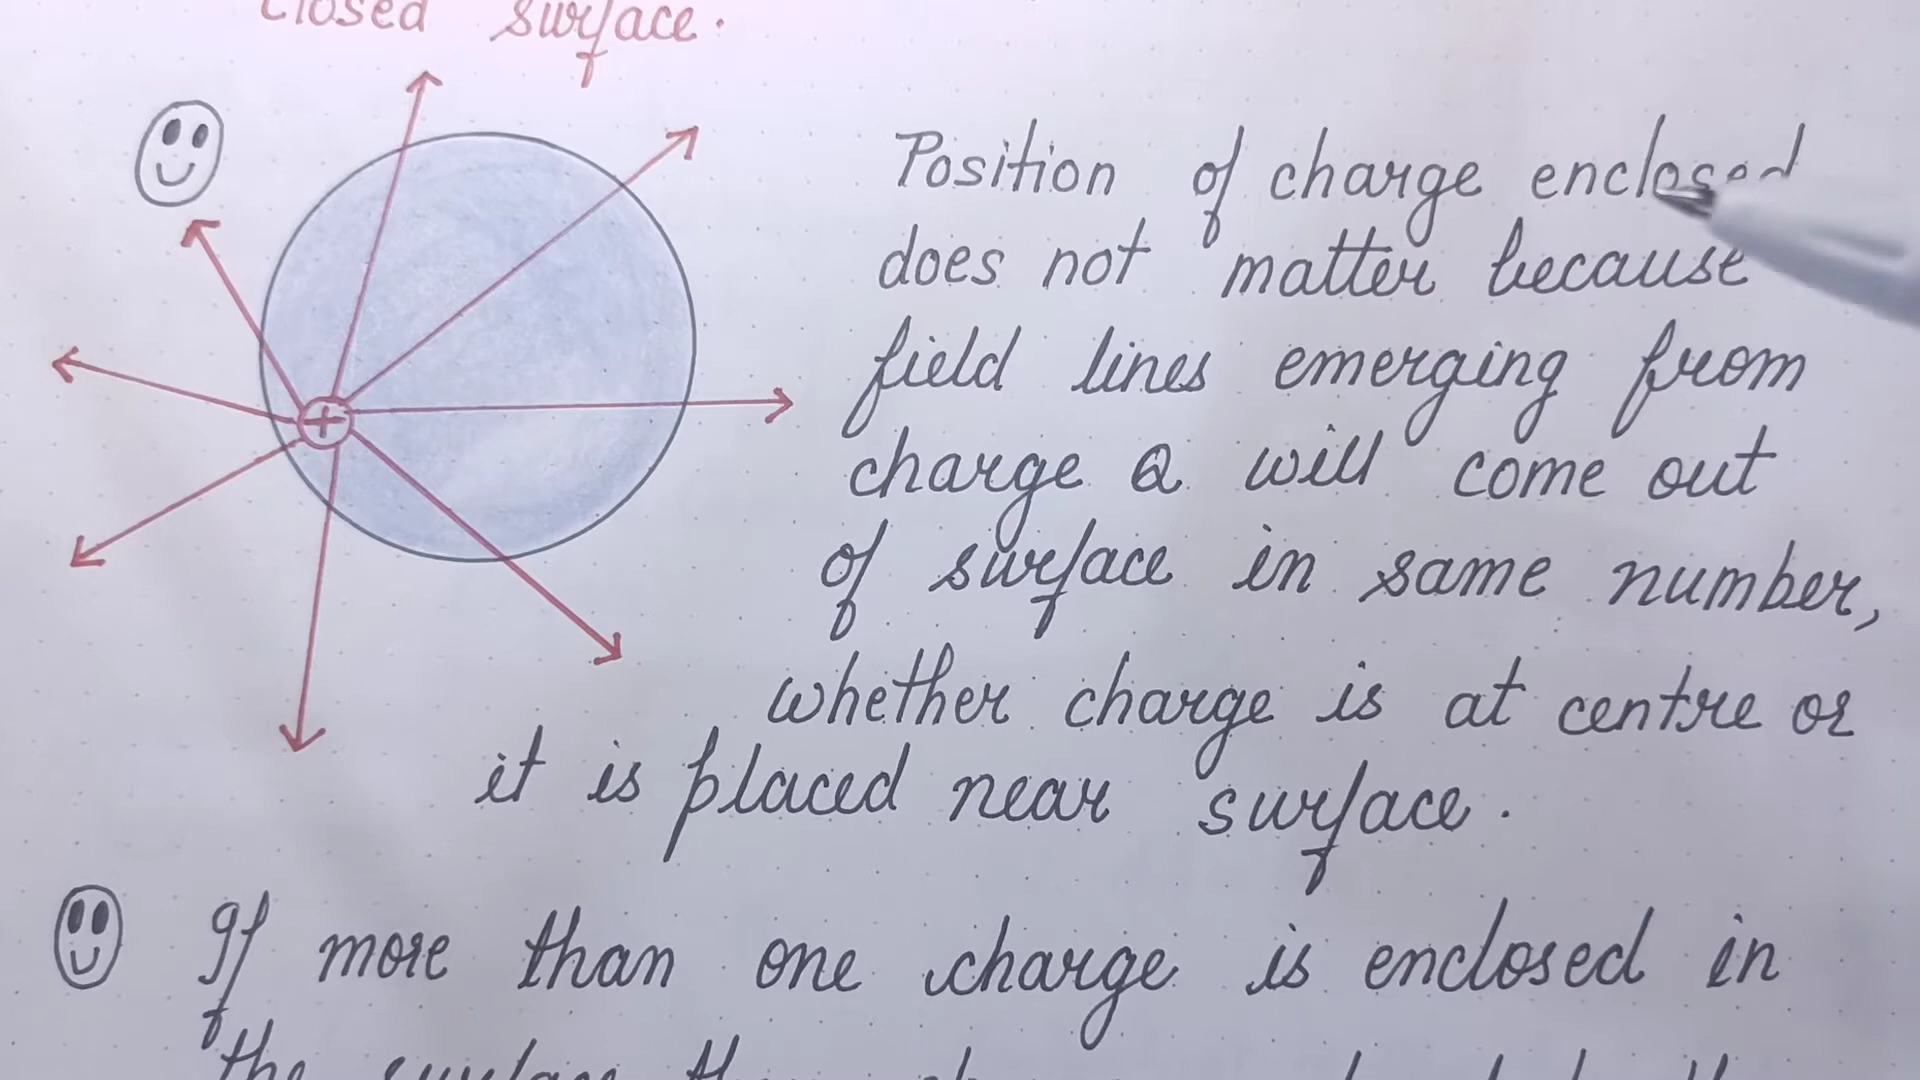 closed surface.
Position of charge enclosed
does not matter because
field lines emerging from
charge Q will come out
of surface in same number,
whether charge is at centre or
it is placed near surface.
+
If more than one charge is enclosed in
the surface